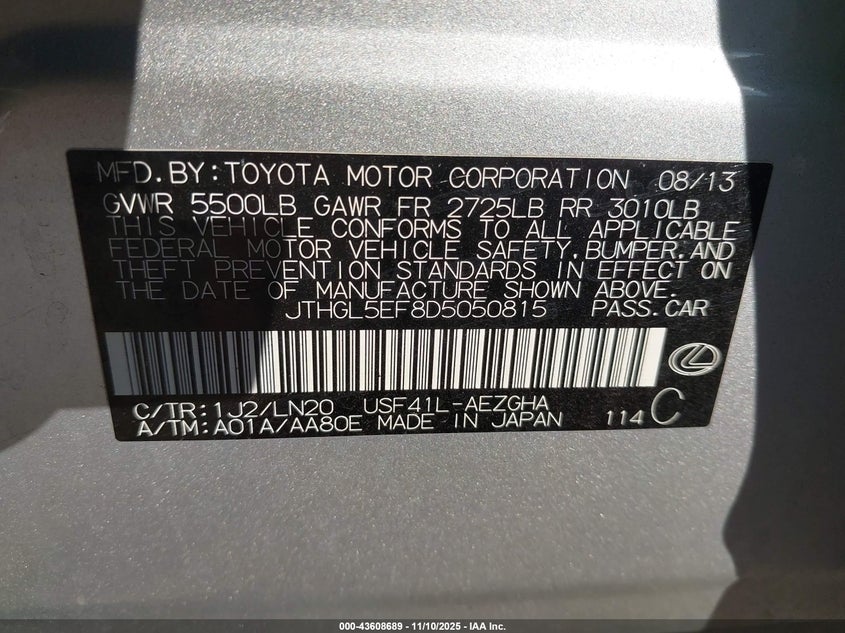 MFD.BY:TOYOTA MOTOR CORPORATION 08/13
GVWR 5500LB GAWR FR 2725LB RR 3010LB
THIS VEHICLE CONFORMS TO ALL APPLICABLE
FEDERAL MOTOR VEHICLE SAFETY,BUMPER,AND
THEFT PREVENTION STANDARDS IN EFFECT ON
THE DATE OF MANUFACTURE SHOWN ABOVE.
JTHGL5EF8D5050815 PASS.CAR
C/TR:1J2/LN20 USF41L-AEZGHA
A/TM:A01A/AA80E MADE IN JAPAN 114C
000-43608689 - 11/10/2025 - IAA Inc.